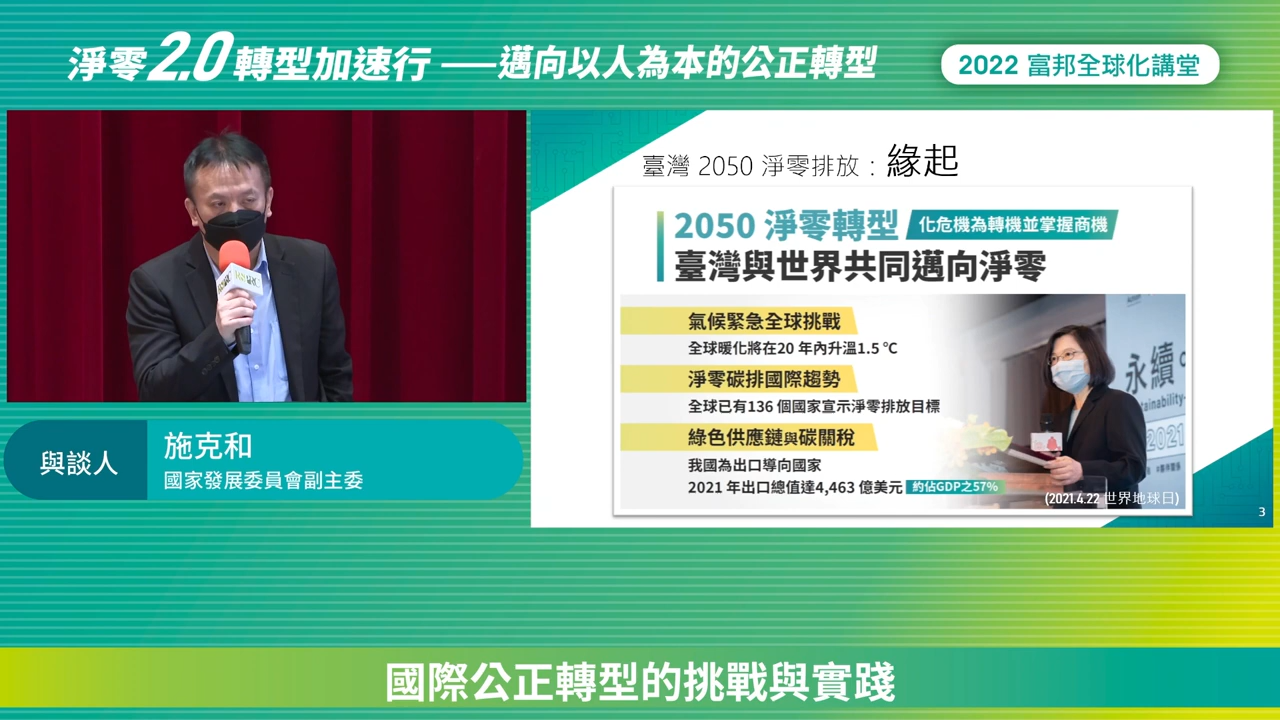 淨零2.0轉型加速行——邁向以人為本的公正轉型
2022 富邦全球化講堂
與談人
施克和
國家發展委員會副主委
臺灣 2050 淨零排放：緣起
2050 淨零轉型 化危機為轉機並掌握商機
臺灣與世界共同邁向淨零
氣候緊急全球挑戰
全球暖化將在20 年內升溫1.5 °C
淨零碳排國際趨勢
全球已有136 個國家宣示淨零排放目標
綠色供應鏈與碳關稅
我國為出口導向國家
2021 年出口總值達4,463 億美元 約佔GDP之57%
永續
2021
(2021.4.22 世界地球日)
3
國際公正轉型的挑戰與實踐